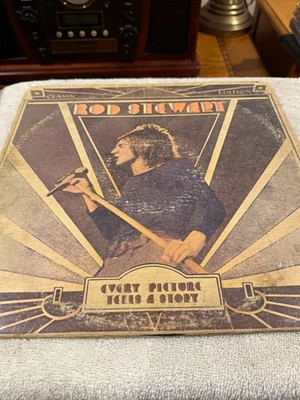 CLASSIC EDITION
ROD STEWART
EVERY PICTURE
TELLS A STORY